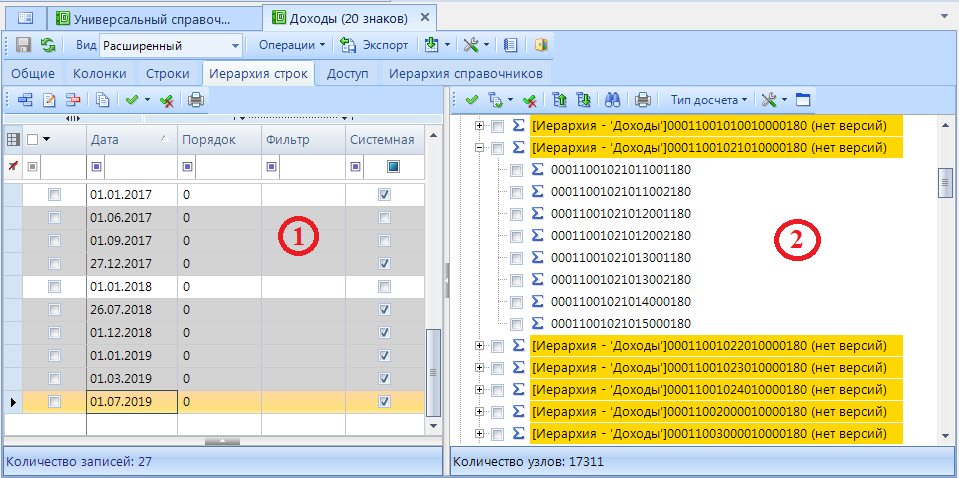 Универсальный справоч...
Доходы (20 знаков)
Вид Расширенный Операции Экспорт
Общие Колонки Строки Иерархия строк Доступ Иерархия справочников
Тип досчета
Дата Порядок Фильтр Системная
01.01.2017 0
01.06.2017 0
01.09.2017 0
27.12.2017 0
01.01.2018 0
26.07.2018 0
01.12.2018 0
01.01.2019 0
01.03.2019 0
01.07.2019 0
1
Количество записей: 27
[Иерархия - 'Доходы']00011001010010000180 (нет версий)
[Иерархия - 'Доходы']00011001021010000180 (нет версий)
00011001021011001180
00011001021011002180
00011001021012001180
00011001021012002180
00011001021013001180
00011001021013002180
00011001021014000180
00011001021015000180
2
[Иерархия - 'Доходы']00011001022010000180 (нет версий)
[Иерархия - 'Доходы']00011001023010000180 (нет версий)
[Иерархия - 'Доходы']00011001024010000180 (нет версий)
[Иерархия - 'Доходы']00011002000010000180 (нет версий)
[Иерархия - 'Доходы']00011003000010000180 (нет версий)
Количество узлов: 17311